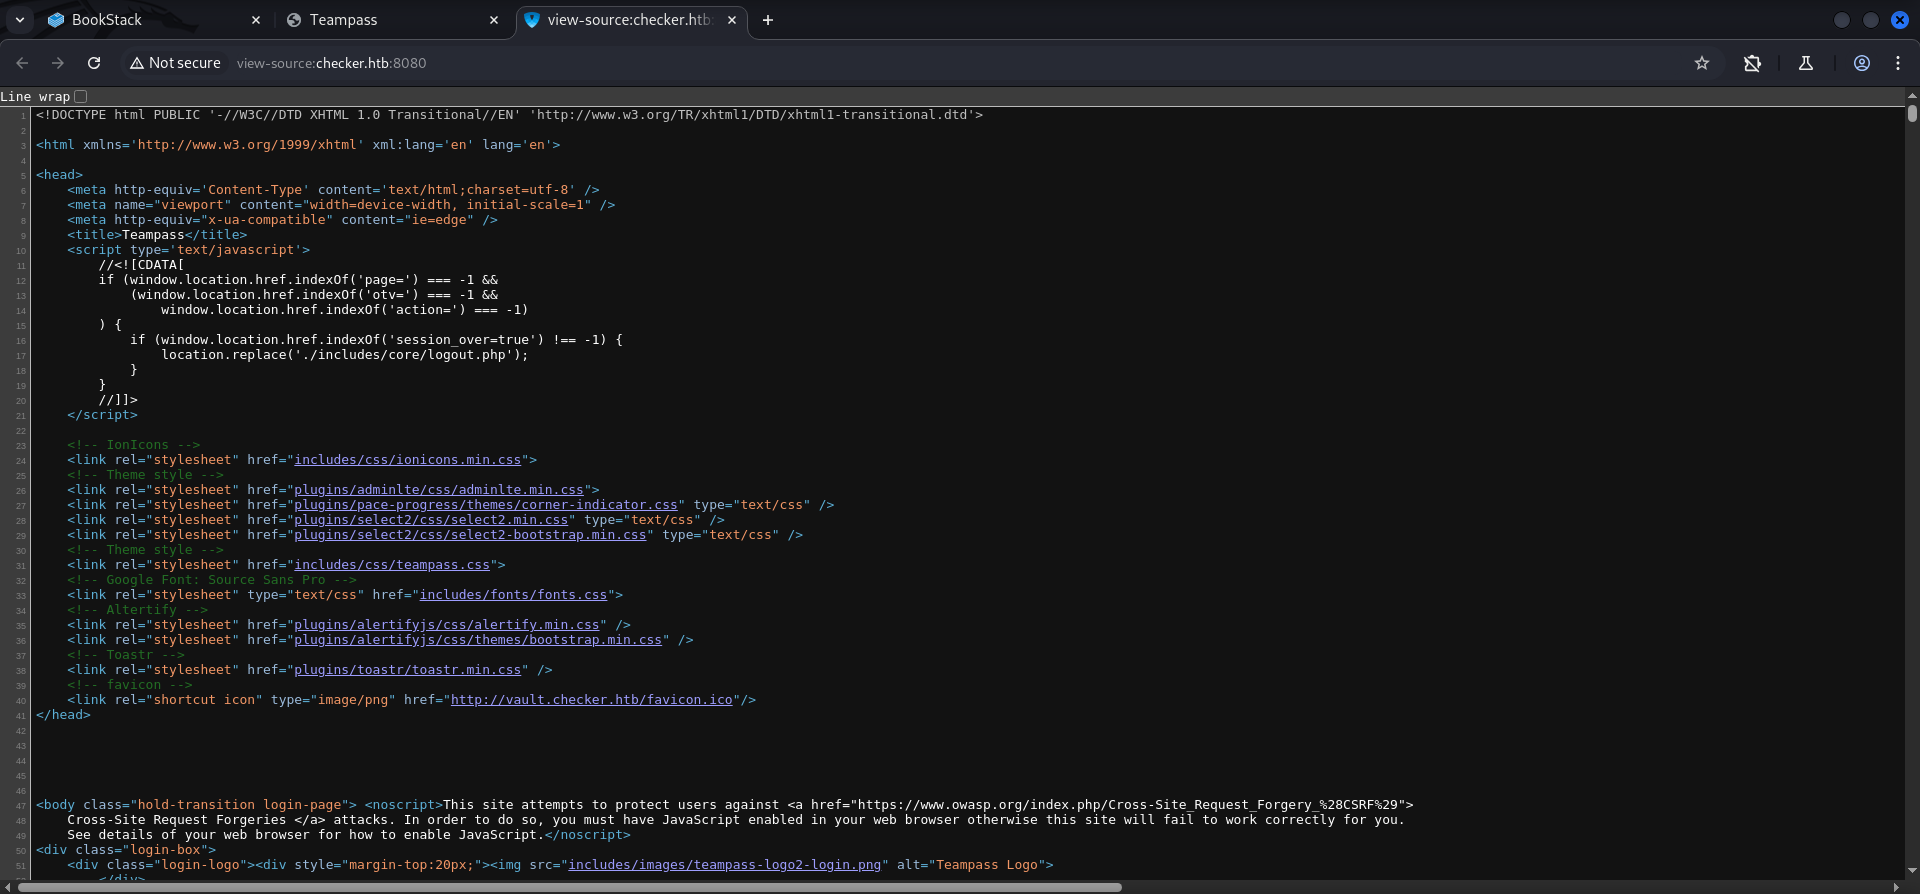 BookStack
Teampass
view-source:checker.htb:
Not secure view-source:checker.htb:8080
Line wrap
1 <!DOCTYPE html PUBLIC '-//W3C//DTD XHTML 1.0 Transitional//EN' 'http://www.w3.org/TR/xhtml1/DTD/xhtml1-transitional.dtd'>
2
3 <html xmlns='http://www.w3.org/1999/xhtml' xml:lang='en' lang='en'>
4
5 <head>
6     <meta http-equiv='Content-Type' content='text/html;charset=utf-8' />
7     <meta name="viewport" content="width=device-width, initial-scale=1" />
8     <meta http-equiv="x-ua-compatible" content="ie=edge" />
9     <title>Teampass</title>
10     <script type='text/javascript'>
11         //<![CDATA[
12         if (window.location.href.indexOf('page=') === -1 &&
13             (window.location.href.indexOf('otv=') === -1 &&
14                 window.location.href.indexOf('action=') === -1)
15         ) {
16             if (window.location.href.indexOf('session_over=true') !== -1) {
17                 location.replace('./includes/core/logout.php');
18             }
19         }
20         //]]>
21     </script>
22
23     <!-- IonIcons -->
24     <link rel="stylesheet" href="includes/css/ionicons.min.css">
25     <!-- Theme style -->
26     <link rel="stylesheet" href="plugins/adminlte/css/adminlte.min.css">
27     <link rel="stylesheet" href="plugins/pace-progress/themes/corner-indicator.css" type="text/css" />
28     <link rel="stylesheet" href="plugins/select2/css/select2.min.css" type="text/css" />
29     <link rel="stylesheet" href="plugins/select2/css/select2-bootstrap.min.css" type="text/css" />
30     <!-- Theme style -->
31     <link rel="stylesheet" href="includes/css/teampass.css">
32     <!-- Google Font: Source Sans Pro -->
33     <link rel="stylesheet" type="text/css" href="includes/fonts/fonts.css">
34     <!-- Altertify -->
35     <link rel="stylesheet" href="plugins/alertifyjs/css/alertify.min.css" />
36     <link rel="stylesheet" href="plugins/alertifyjs/css/themes/bootstrap.min.css" />
37     <!-- Toastr -->
38     <link rel="stylesheet" href="plugins/toastr/toastr.min.css" />
39     <!-- favicon -->
40     <link rel="shortcut icon" type="image/png" href="http://vault.checker.htb/favicon.ico"/>
41 </head>
42
43
44
45
46
47 <body class="hold-transition login-page"> <noscript>This site attempts to protect users against <a href="https://www.owasp.org/index.php/Cross-Site_Request_Forgery_%28CSRF%29">
48     Cross-Site Request Forgeries </a> attacks. In order to do so, you must have JavaScript enabled in your web browser otherwise this site will fail to work correctly for you.
49     See details of your web browser for how to enable JavaScript.</noscript>
50 <div class="login-box">
51     <div class="login-logo"><div style="margin-top:20px;"><img src="includes/images/teampass-logo2-login.png" alt="Teampass Logo">
</div>